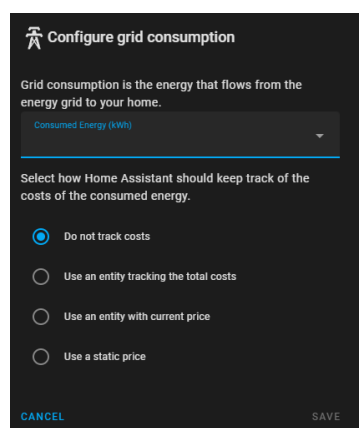 Configure grid consumption
Grid consumption is the energy that flows from the
energy grid to your home.
Consumed Energy (kWh)
Select how Home Assistant should keep track of the
costs of the consumed energy.
Do not track costs
Use an entity tracking the total costs
Use an entity with current price
Use a static price
CANCEL
SAVE